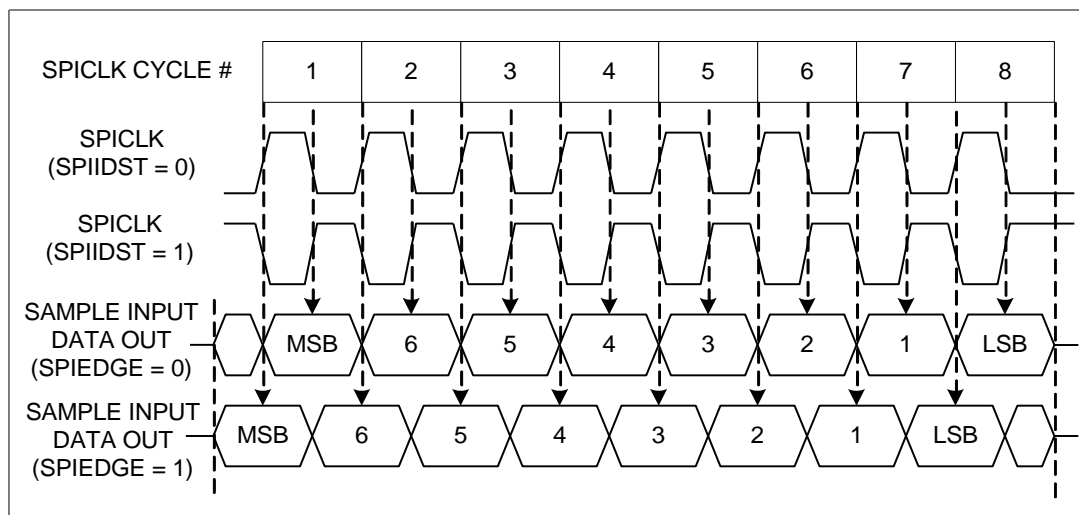 SPICLK CYCLE # 1 2 3 4 5 6 7 8
SPICLK
(SPIIDST = 0)
SPICLK
(SPIIDST = 1)
SAMPLE INPUT
DATA OUT
(SPIEDGE = 0)
MSB 6 5 4 3 2 1 LSB
SAMPLE INPUT
DATA OUT
(SPIEDGE = 1)
MSB 6 5 4 3 2 1 LSB